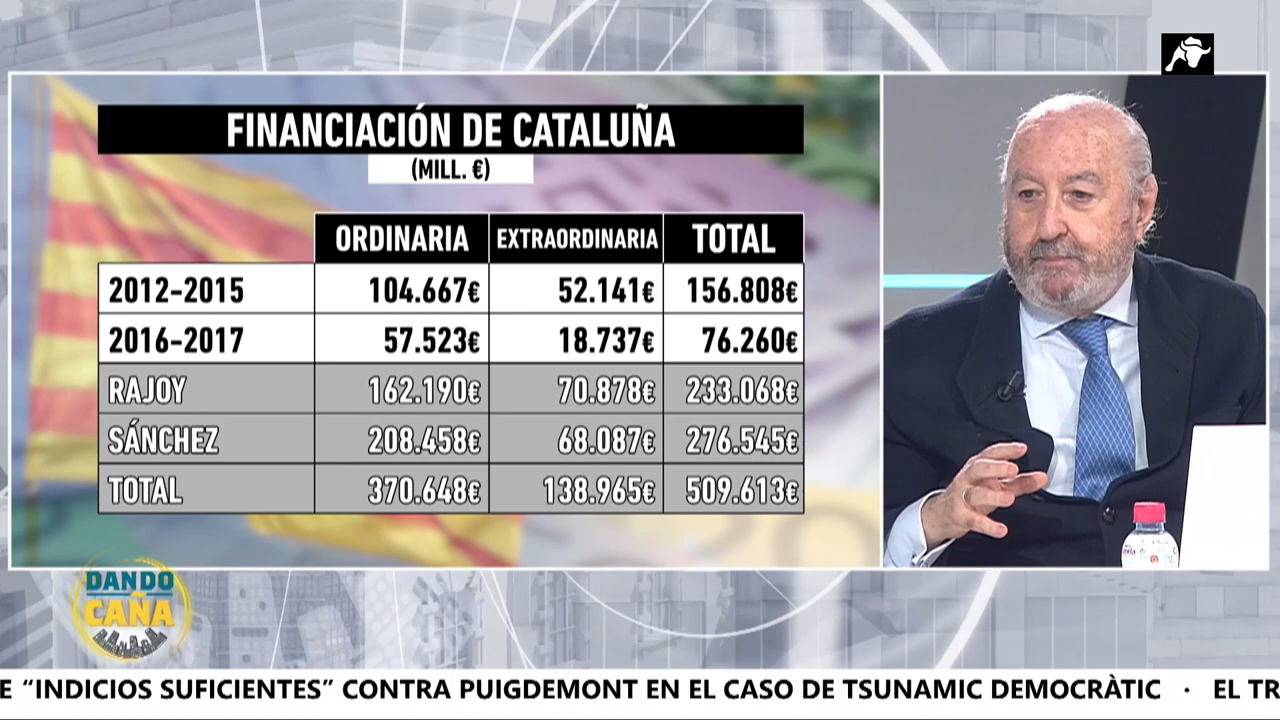 FINANCIACIÓN DE CATALUÑA
(MILL. €)
ORDINARIA EXTRAORDINARIA TOTAL
2012-2015 104.667€ 52.141€ 156.808€
2016-2017 57.523€ 18.737€ 76.260€
RAJOY 162.190€ 70.878€ 233.068€
SÁNCHEZ 208.458€ 68.087€ 276.545€
TOTAL 370.648€ 138.965€ 509.613€
DANDO
CAÑA
E “INDICIOS SUFICIENTES” CONTRA PUIGDEMONT EN EL CASO DE TSUNAMIC DEMOCRÀTIC · EL TR